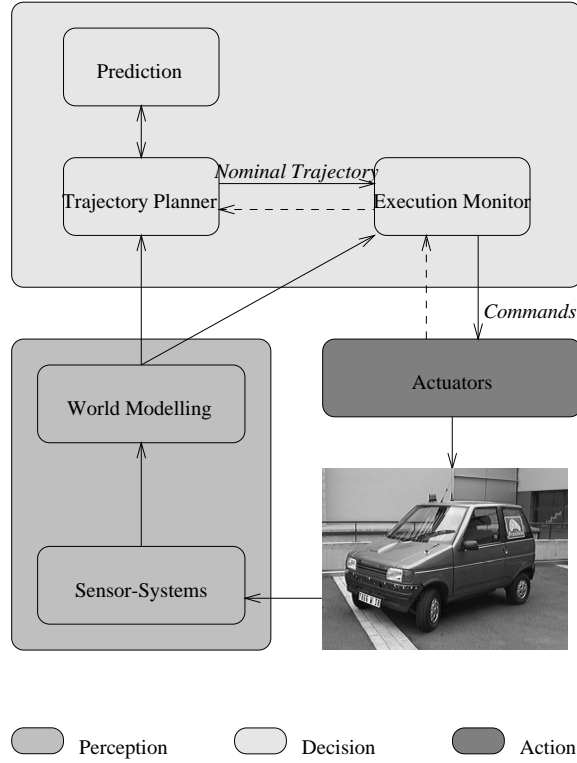 Prediction
Nominal Trajectory
Trajectory Planner
Execution Monitor
Commands
World Modelling
Actuators
Sensor-Systems
Perception
Decision
Action